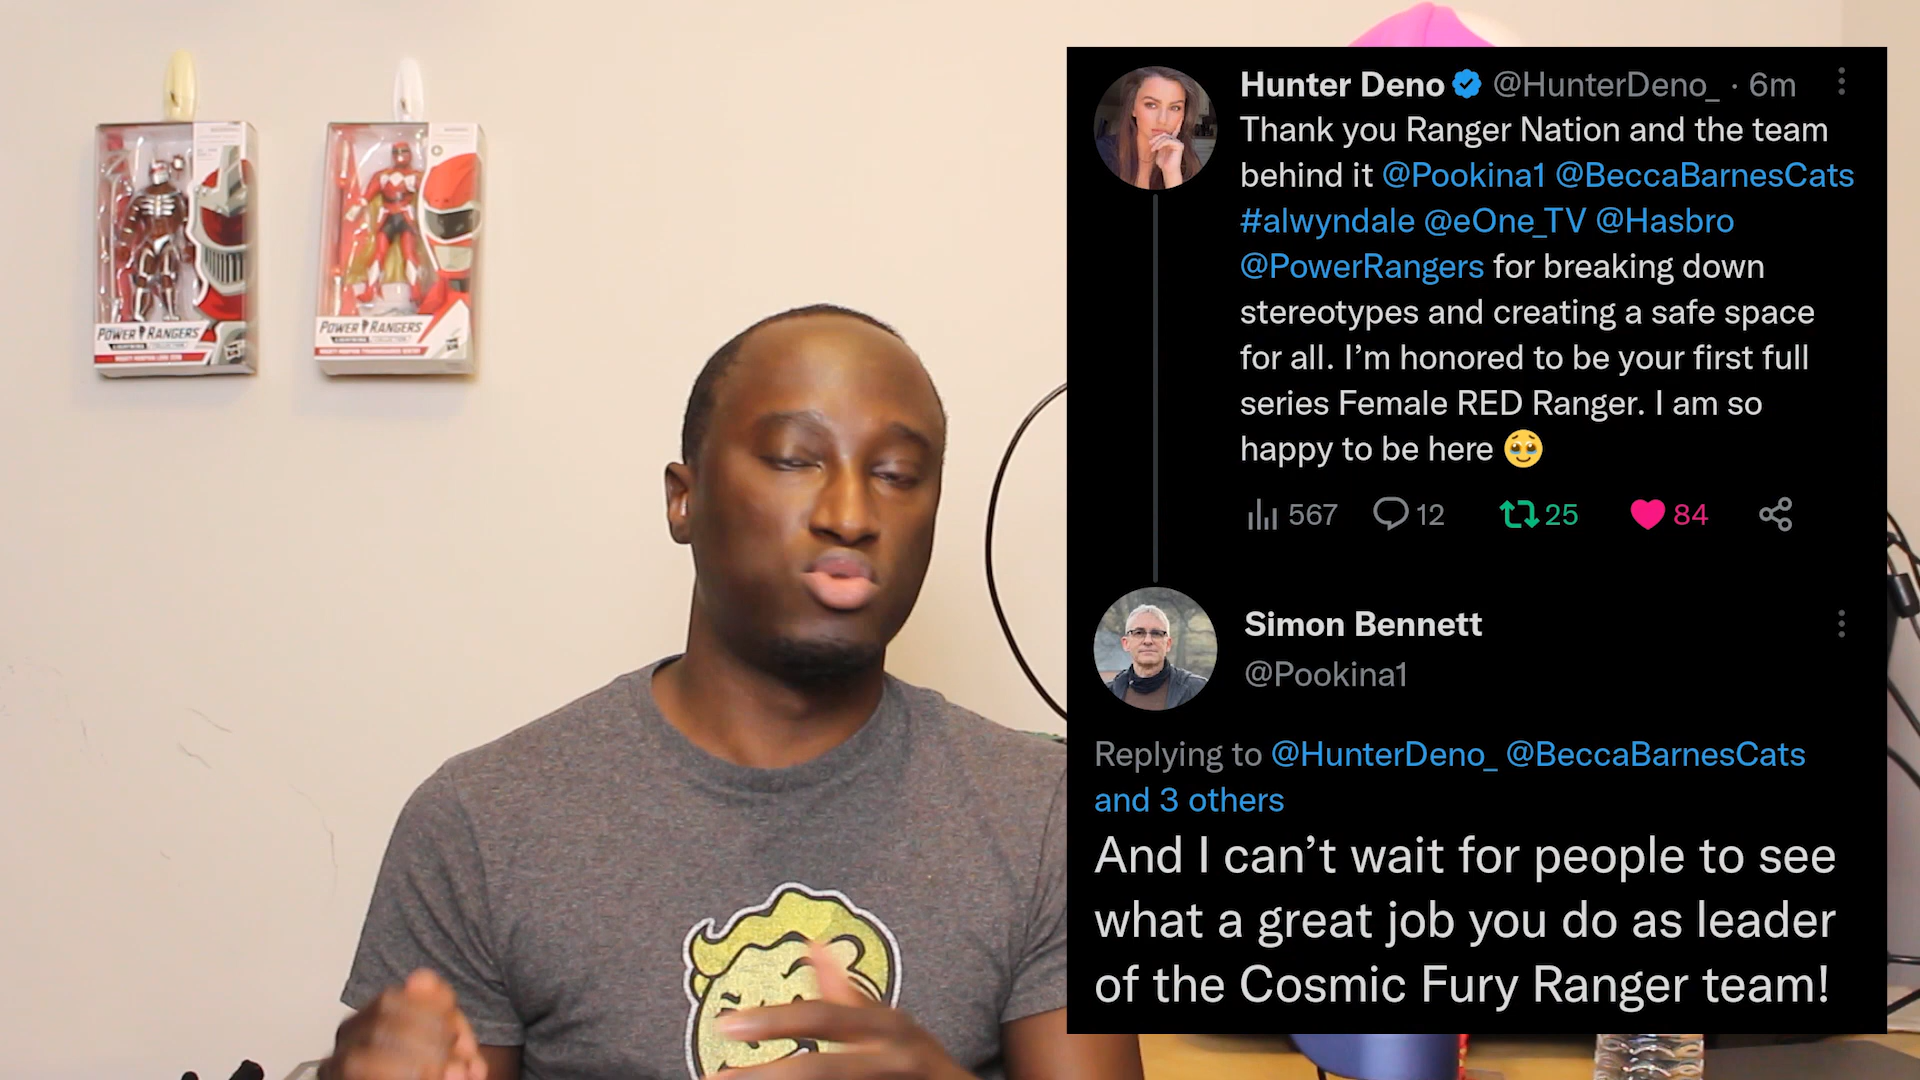 Hunter Deno @HunterDeno_ · 6m
Thank you Ranger Nation and the team
behind it @Pookina1 @BeccaBarnesCats
#alwyndale @eOne_TV @Hasbro
@PowerRangers for breaking down
stereotypes and creating a safe space
for all. I’m honored to be your first full
series Female RED Ranger. I am so
happy to be here 🥹
567 12 25 84
Simon Bennett
@Pookina1
Replying to @HunterDeno_ @BeccaBarnesCats
and 3 others
And I can’t wait for people to see
what a great job you do as leader
of the Cosmic Fury Ranger team!
POWER RANGERS
POWER RANGERS